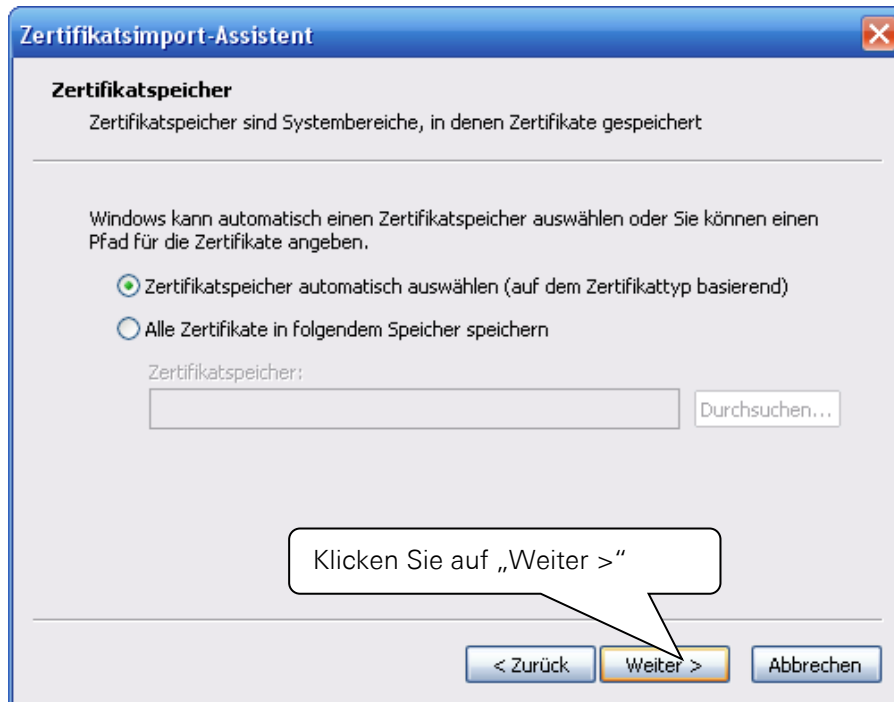 Zertifikatsimport-Assistent
Zertifikatspeicher
Zertifikatspeicher sind Systembereiche, in denen Zertifikate gespeichert
Windows kann automatisch einen Zertifikatspeicher auswählen oder Sie können einen
Pfad für die Zertifikate angeben.
Zertifikatspeicher automatisch auswählen (auf dem Zertifikattyp basierend)
Alle Zertifikate in folgendem Speicher speichern
Zertifikatspeicher:
Durchsuchen...
Klicken Sie auf „Weiter >“
< Zurück Weiter > Abbrechen